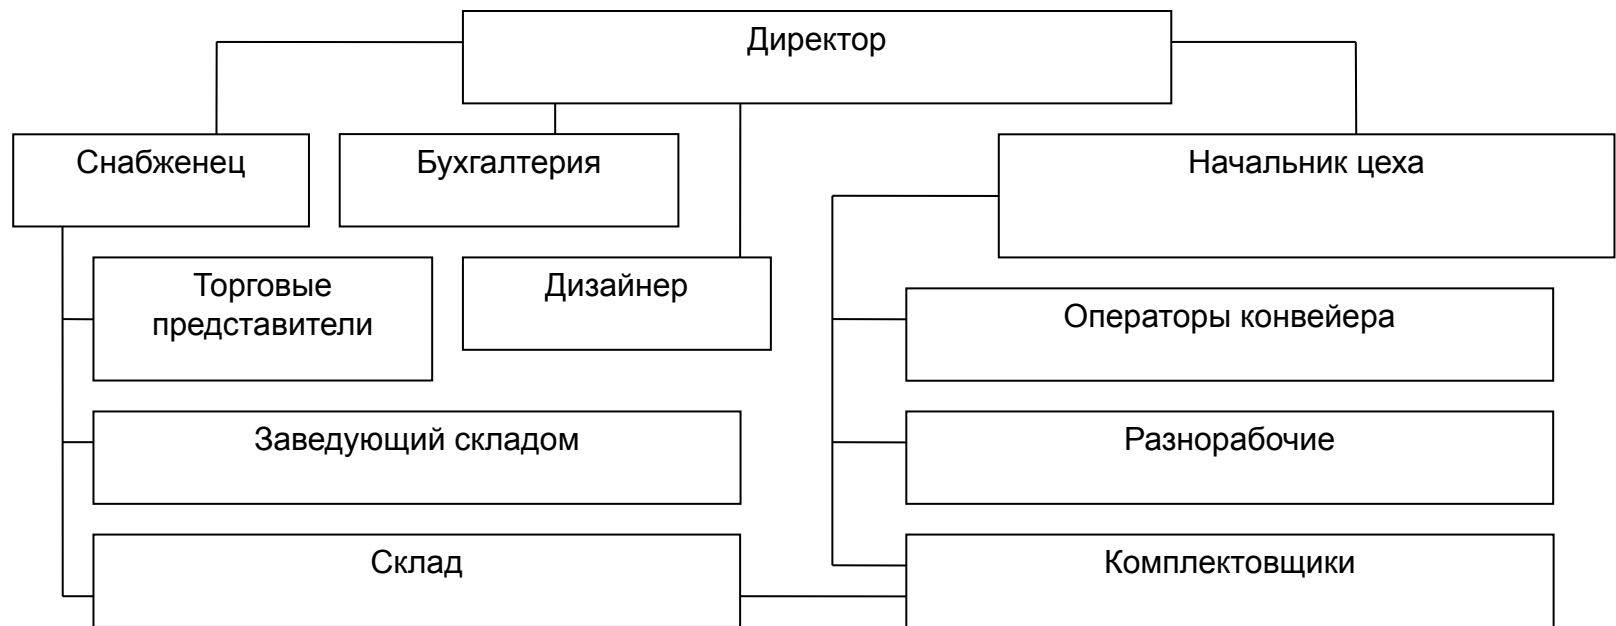 Директор
Снабженец
Бухгалтерия
Начальник цеха
Торговые
представители
Дизайнер
Операторы конвейера
Заведующий складом
Разнорабочие
Склад
Комплектовщики